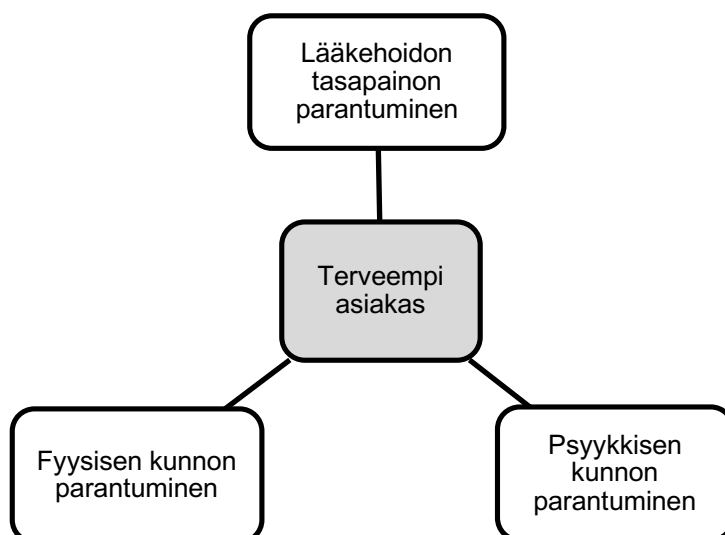 Lääkehoidon
tasapainon
parantuminen
Terveempi
asiakas
Fyysisen kunnon
parantuminen
Psyykkisen
kunnon
parantuminen